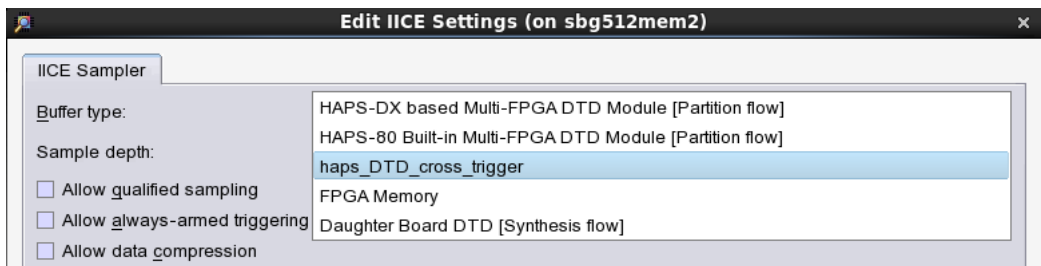 Edit IICE Settings (on sbg512mem2)
IICE Sampler
Buffer type:
HAPS-DX based Multi-FPGA DTD Module [Partition flow]
HAPS-80 Built-in Multi-FPGA DTD Module [Partition flow]
Sample depth:
haps_DTD_cross_trigger
Allow qualified sampling
FPGA Memory
Allow always-armed triggering
Daughter Board DTD [Synthesis flow]
Allow data compression